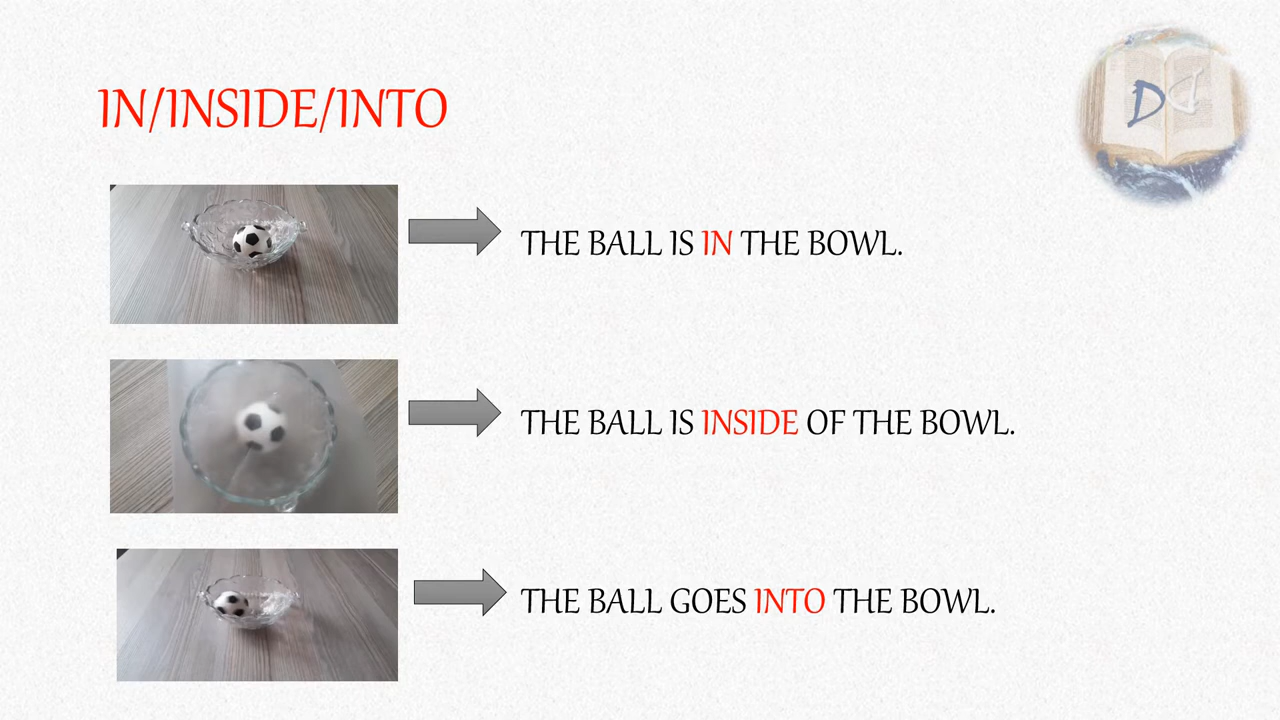 IN/INSIDE/INTO
THE BALL IS IN THE BOWL.
THE BALL IS INSIDE OF THE BOWL.
THE BALL GOES INTO THE BOWL.